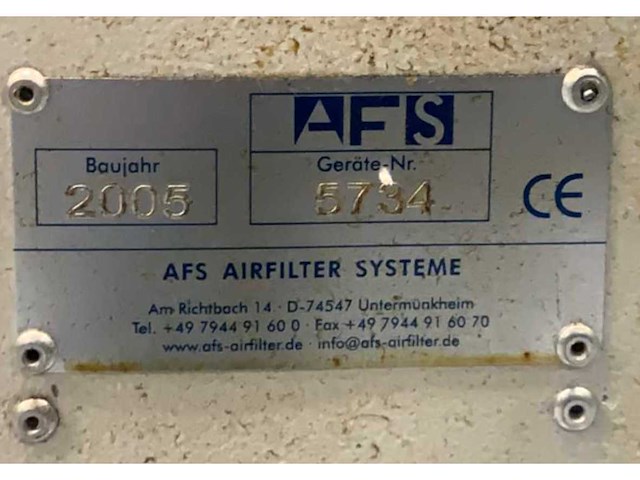 AFS
Baujahr
2005
Geräte-Nr.
5734
CE
AFS AIRFILTER SYSTEME
Am Richtbach 14 · D-74547 Untermünkheim
Tel. +49 7944 91 60 0 · Fax +49 7944 91 60 70
www.afs-airfilter.de · info@afs-airfilter.de